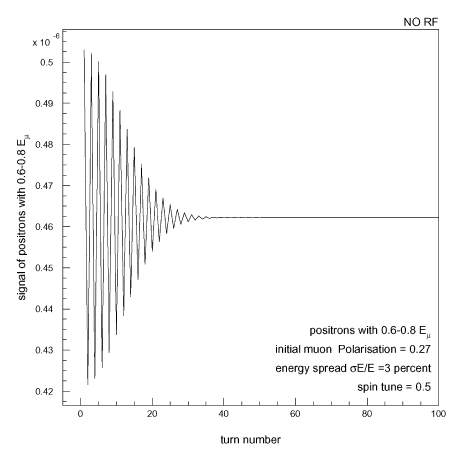 NO RF
x 10 -6
0.5
0.49
0.48
0.47
0.46
0.45
0.44
0.43
0.42
signal of positrons with 0.6-0.8 Eμ
positrons with 0.6-0.8 Eμ
initial muon Polarisation = 0.27
energy spread σE/E =3 percent
spin tune = 0.5
0 20 40 60 80 100
turn number